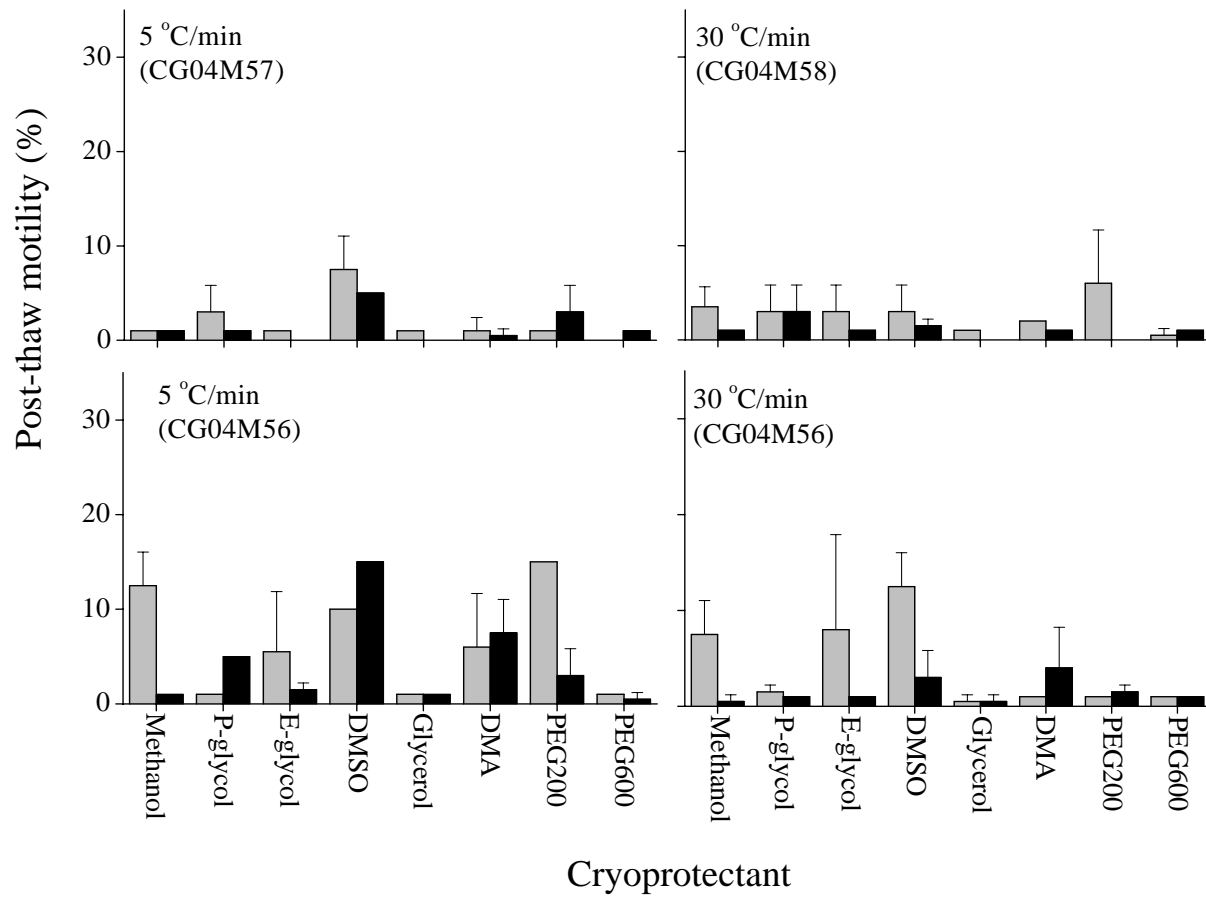 Post-thaw motility (%)
30
20
10
0
5 °C/min
(CG04M57)
30 °C/min
(CG04M58)
30
20
10
0
5 °C/min
(CG04M56)
30 °C/min
(CG04M56)
Methanol
P-glycol
E-glycol
DMSO
Glycerol
DMA
PEG200
PEG600
Methanol
P-glycol
E-glycol
DMSO
Glycerol
DMA
PEG200
PEG600
Cryoprotectant